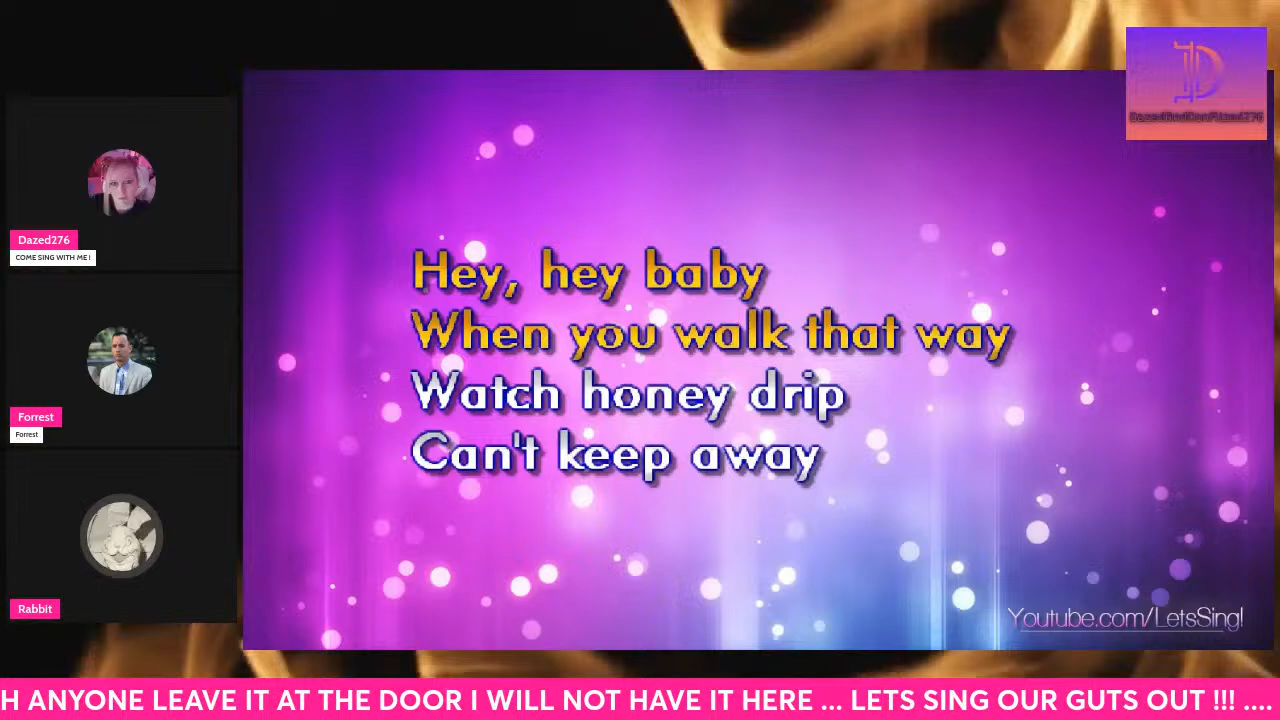 Dazed276
COME SING WITH ME !
Forrest
Forrest
Rabbit
Hey, hey baby
When you walk that way
Watch honey drip
Can't keep away
Youtube.com/LetsSing!
H ANYONE LEAVE IT AT THE DOOR I WILL NOT HAVE IT HERE ... LETS SING OUR GUTS OUT !!! ....